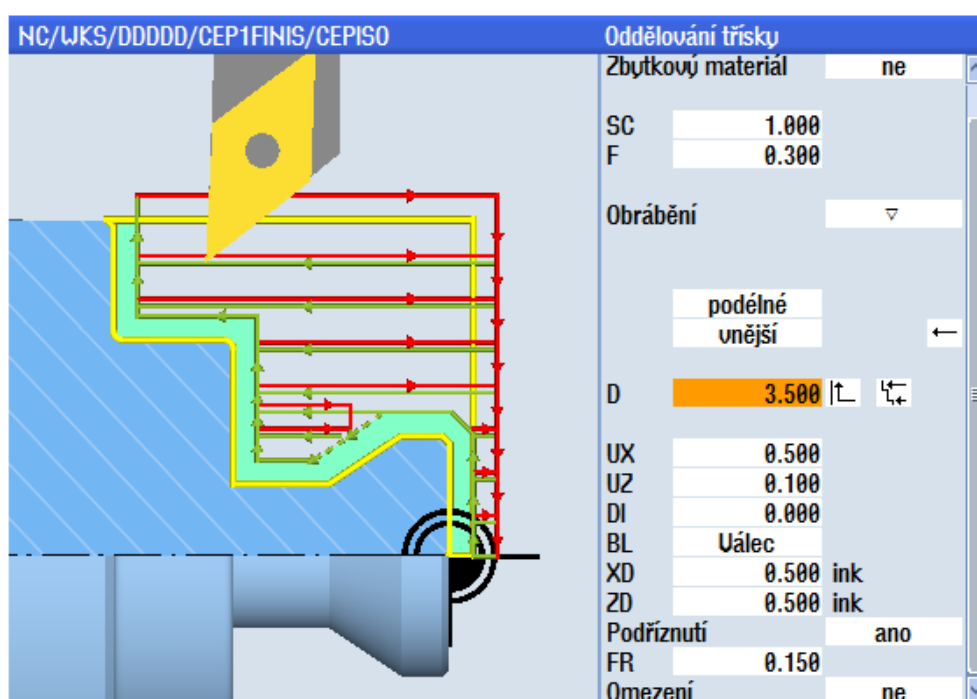 NC/WKS/DDDDD/CEP1FINIS/CEPISO
Oddělování třísky
Zbytkový materiál ne
SC 1.000
F 0.300
Obrábění ▽
podélné
vnější ←
D 3.500
UX 0.500
UZ 0.100
DI 0.000
BL Válec
XD 0.500 ink
ZD 0.500 ink
Podříznutí ano
FR 0.150
Omezení ne